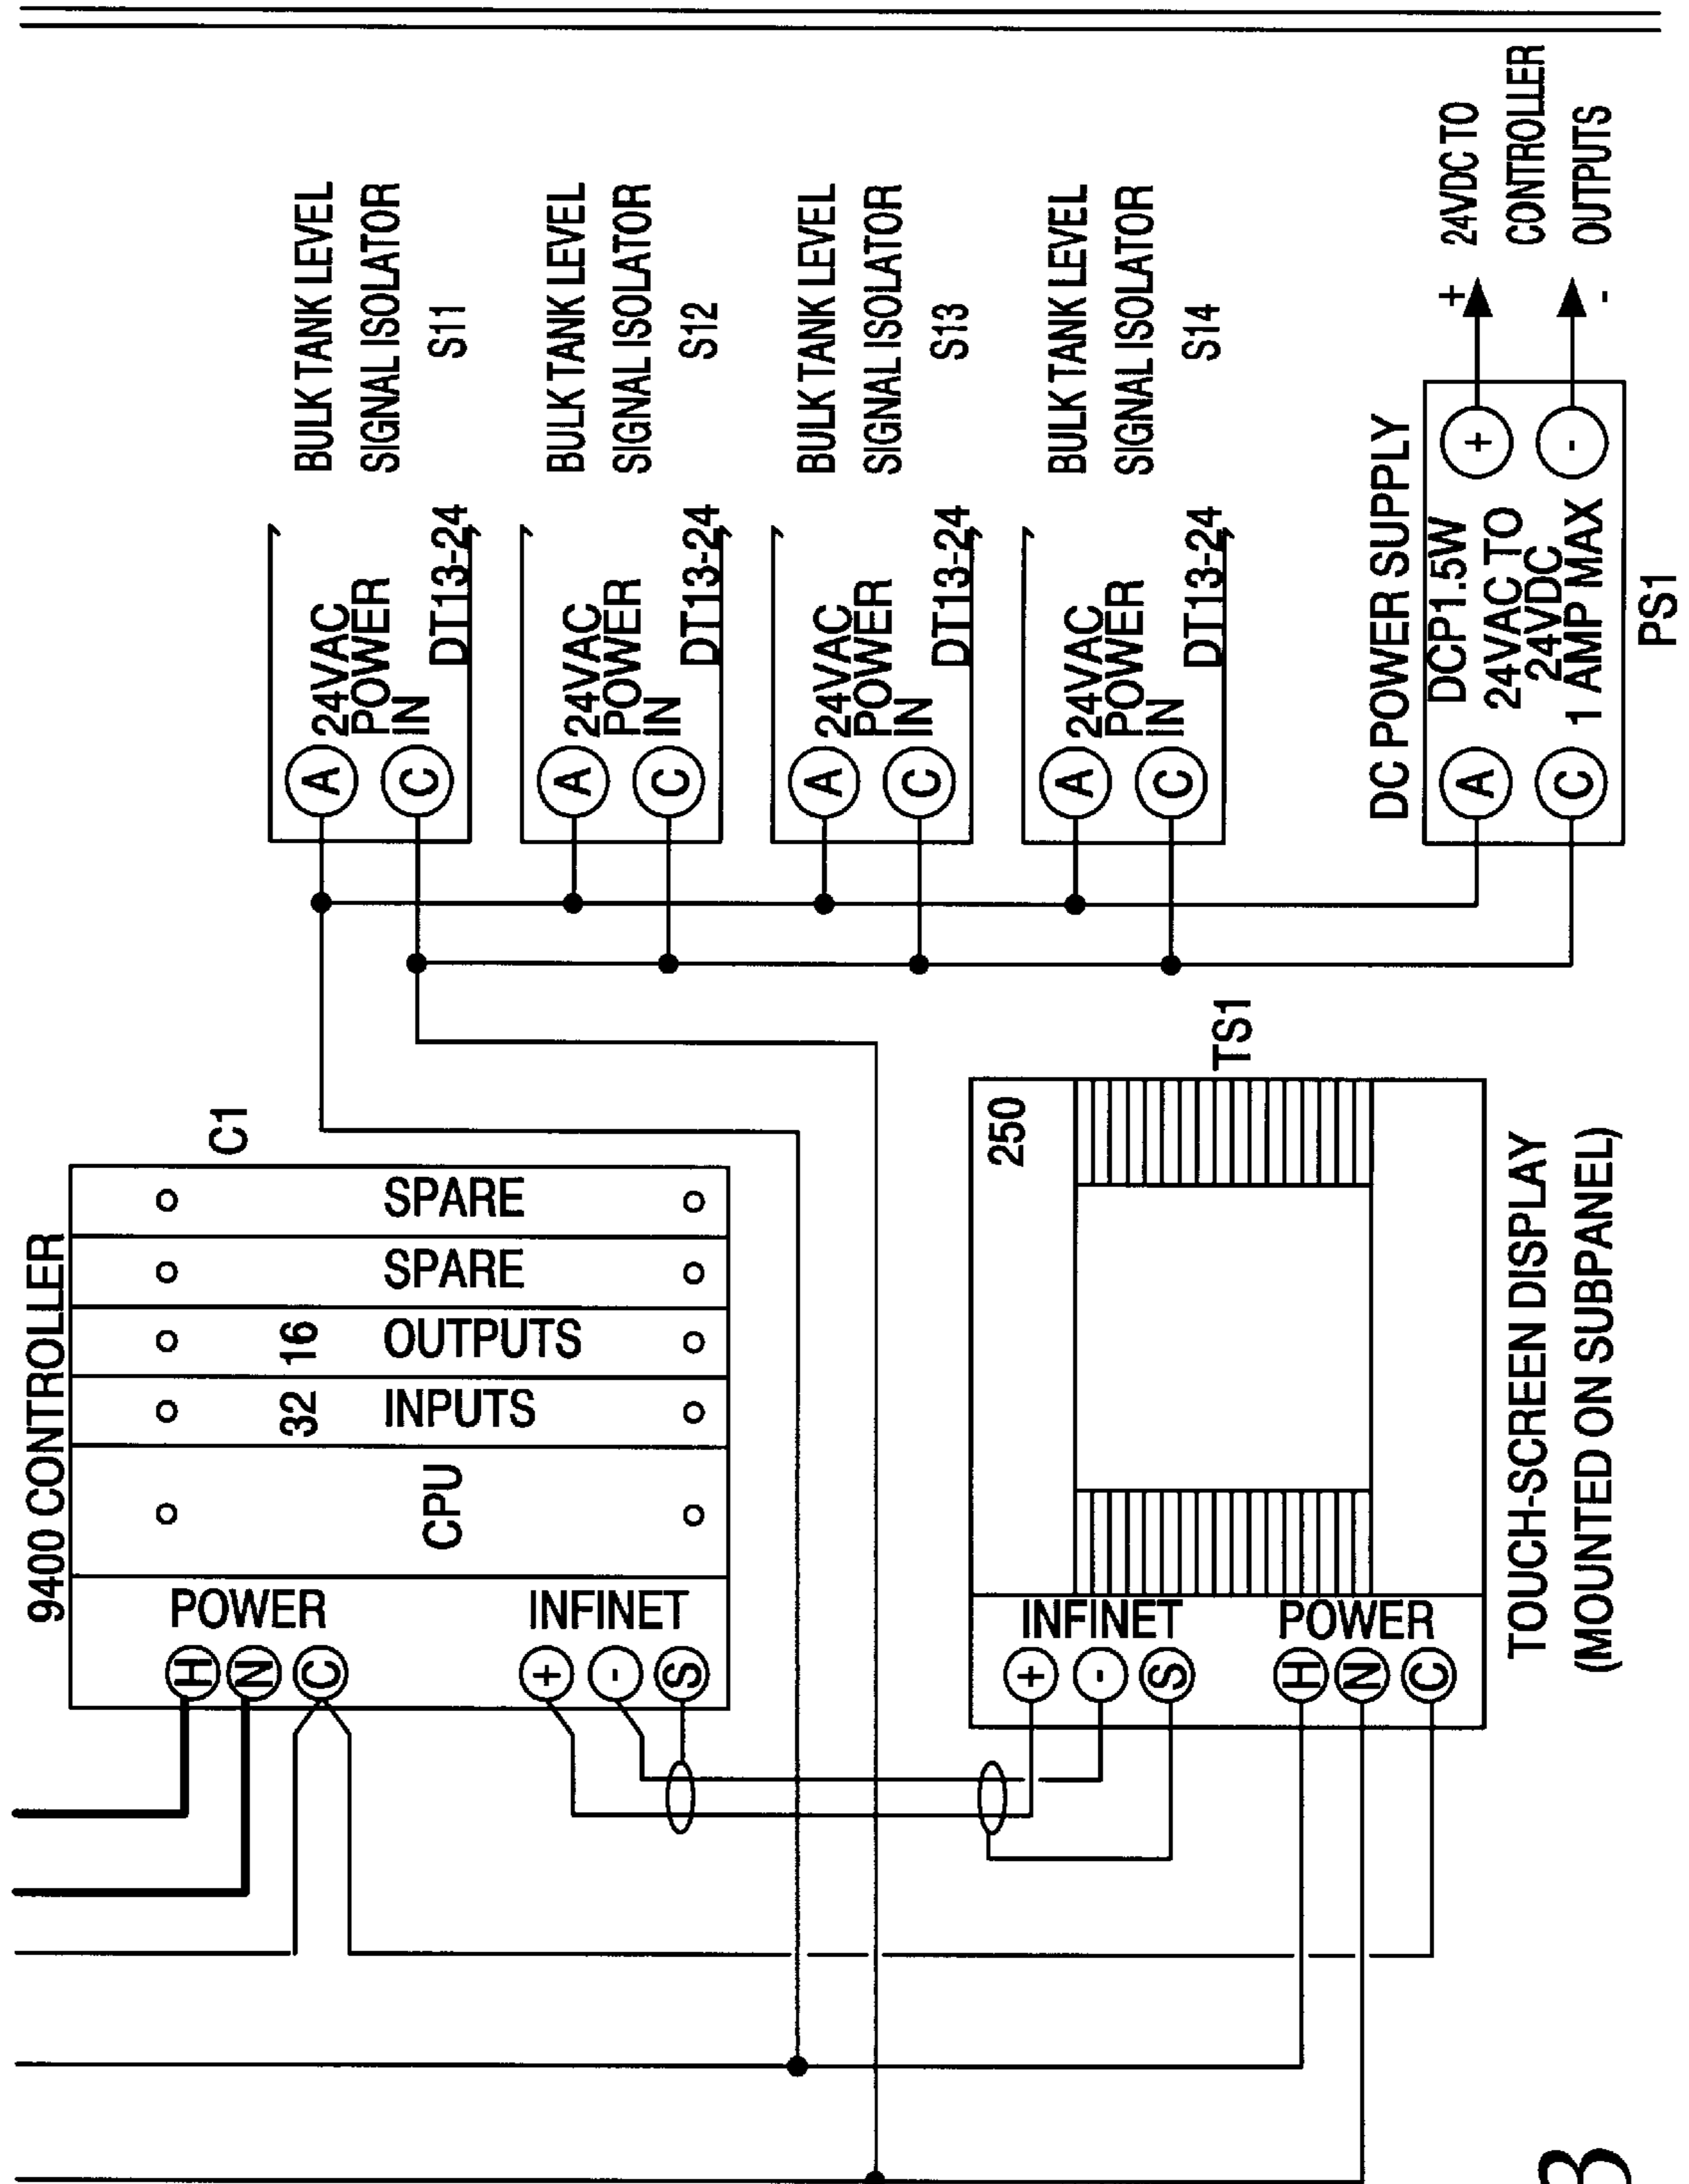 9400 CONTROLLER
C1
POWER
H
N
C
INFINET
+
-
S
CPU
32 INPUTS
16 OUTPUTS
SPARE
SPARE
BULK TANK LEVEL
SIGNAL ISOLATOR
S11
A
C
24VAC
POWER
IN
DT13-24
BULK TANK LEVEL
SIGNAL ISOLATOR
S12
A
C
24VAC
POWER
IN
DT13-24
BULK TANK LEVEL
SIGNAL ISOLATOR
S13
A
C
24VAC
POWER
IN
DT13-24
BULK TANK LEVEL
SIGNAL ISOLATOR
S14
A
C
24VAC
POWER
IN
DT13-24
INFINET
+
-
S
POWER
H
N
C
250
TS1
TOUCH-SCREEN DISPLAY
(MOUNTED ON SUBPANEL)
DC POWER SUPPLY
A
C
DCP1.5W
24VAC TO
24VDC
1 AMP MAX
+
-
PS1
+
-
24VDC TO
CONTROLLER
OUTPUTS